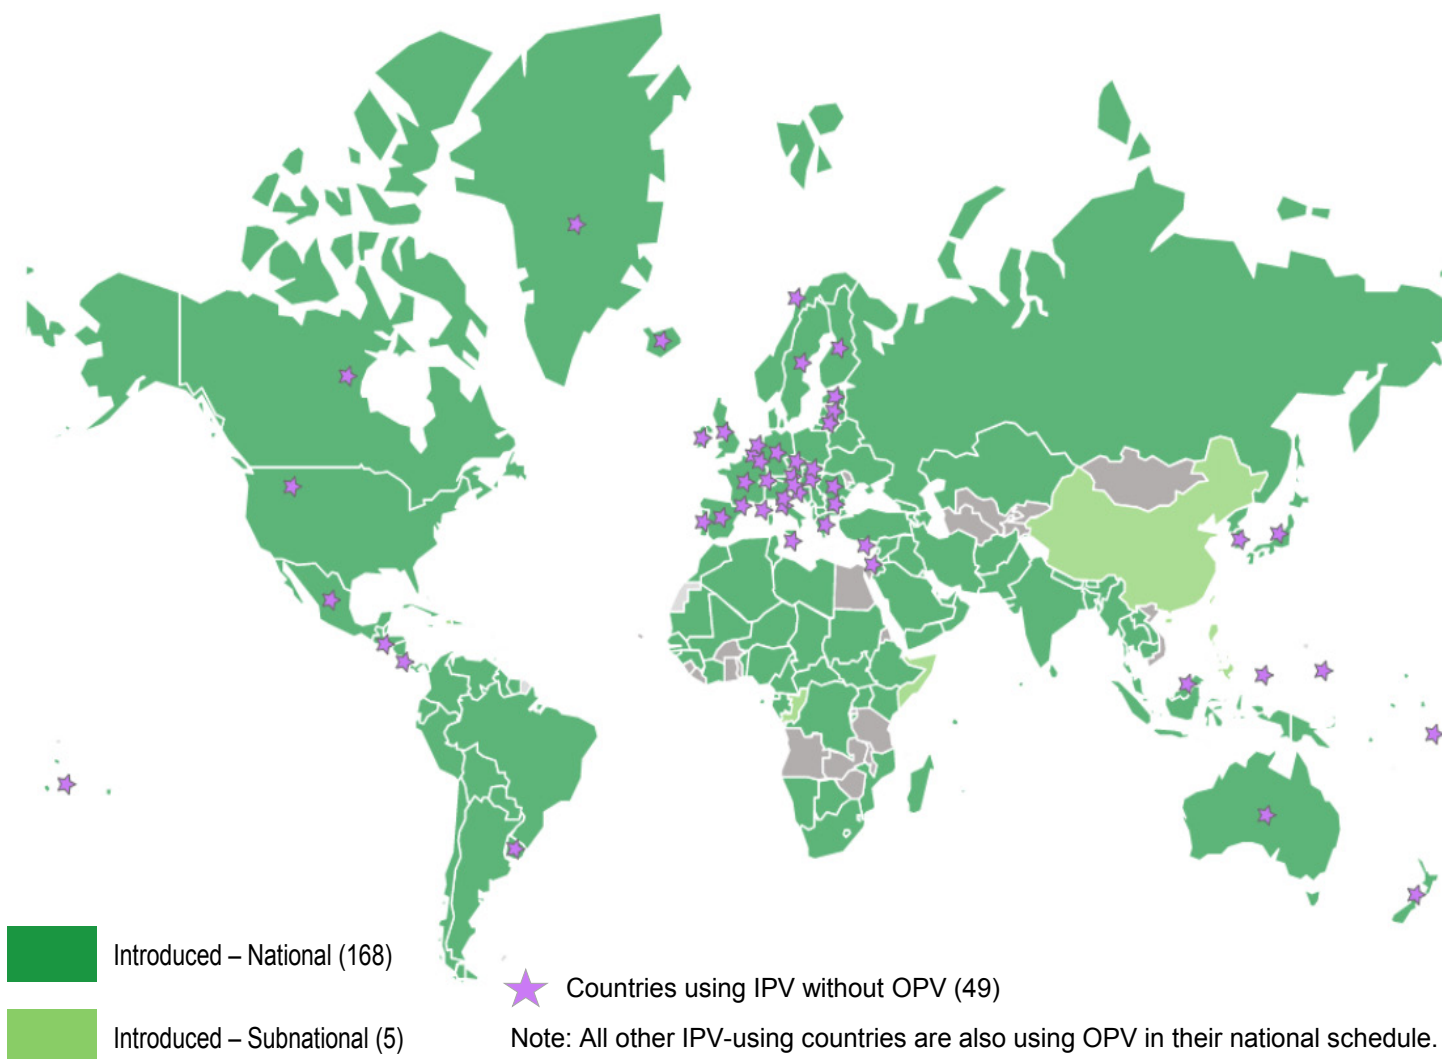 Introduced – National (168)
Countries using IPV without OPV (49)
Introduced – Subnational (5)
Note: All other IPV-using countries are also using OPV in their national schedule.